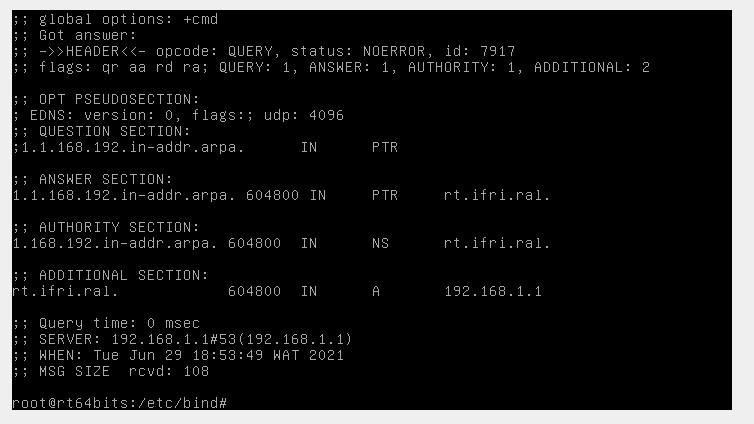 ;; global options: +cmd
;; Got answer:
;; ->>HEADER<<- opcode: QUERY, status: NOERROR, id: 7917
;; flags: qr aa rd ra; QUERY: 1, ANSWER: 1, AUTHORITY: 1, ADDITIONAL: 2
;; OPT PSEUDOSECTION:
; EDNS: version: 0, flags:; udp: 4096
;; QUESTION SECTION:
;1.1.168.192.in-addr.arpa. IN PTR
;; ANSWER SECTION:
1.1.168.192.in-addr.arpa. 604800 IN PTR rt.ifri.ral.
;; AUTHORITY SECTION:
1.168.192.in-addr.arpa. 604800 IN NS rt.ifri.ral.
;; ADDITIONAL SECTION:
rt.ifri.ral. 604800 IN A 192.168.1.1
;; Query time: 0 msec
;; SERVER: 192.168.1.1#53(192.168.1.1)
;; WHEN: Tue Jun 29 18:53:49 WAT 2021
;; MSG SIZE rcvd: 108
root@rt64bits:/etc/bind#